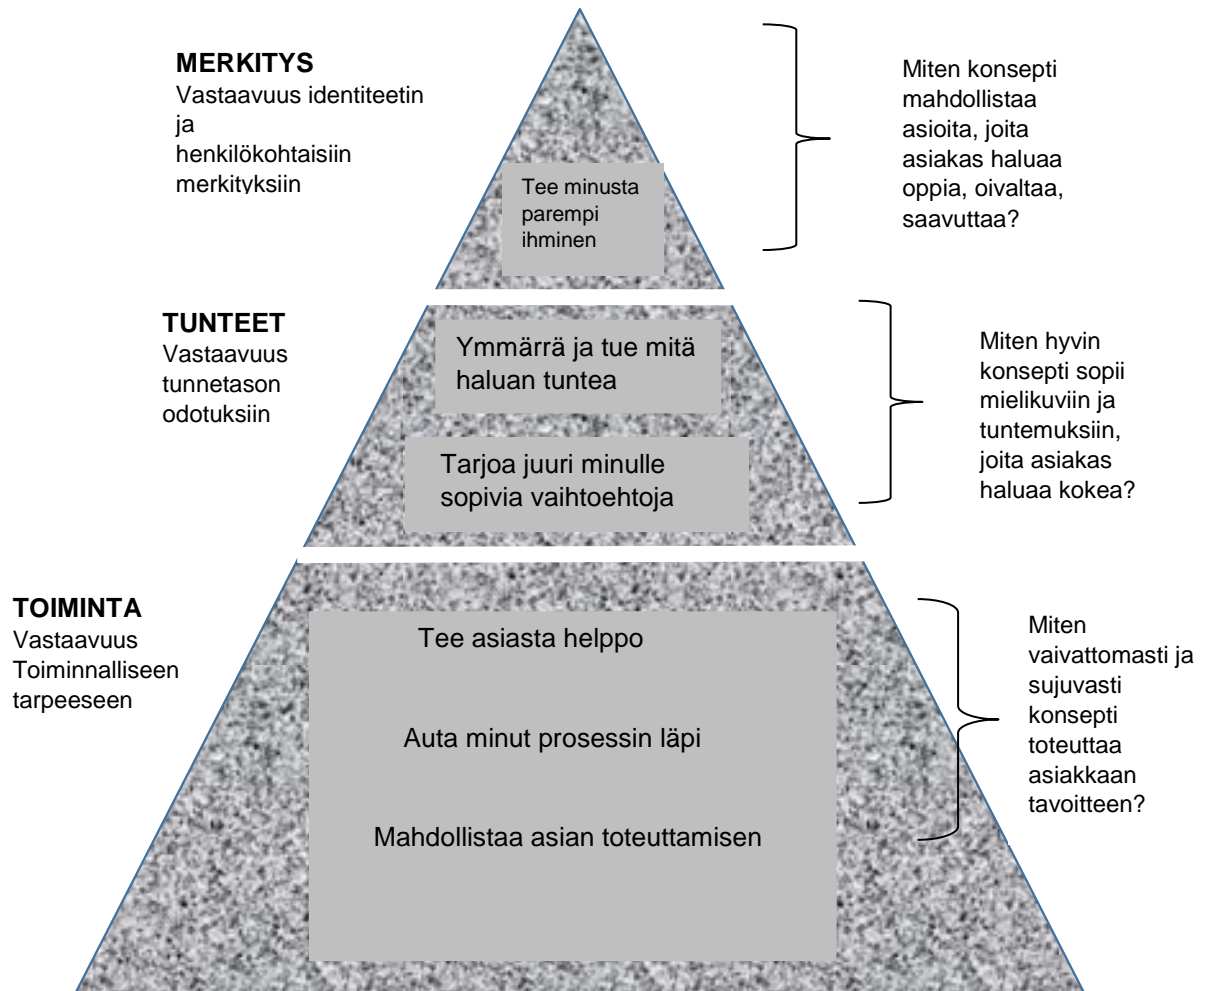 MERKITYS
Vastaavuus identiteetin
ja
henkilökohtaisiin
merkityksiin
Tee minusta
parempi
ihminen
Miten konsepti
mahdollistaa
asioita, joita
asiakas haluaa
oppia, oivaltaa,
saavuttaa?
TUNTEET
Vastaavuus
tunnetason
odotuksiin
Ymmärrä ja tue mitä
haluan tuntea
Tarjoa juuri minulle
sopivia vaihtoehtoja
Miten hyvin
konsepti sopii
mielikuviin ja
tuntemuksiin,
joita asiakas
haluaa kokea?
TOIMINTA
Vastaavuus
Toiminnalliseen
tarpeeseen
Tee asiasta helppo
Auta minut prosessin läpi
Mahdollistaa asian toteuttamisen
Miten
vaivattomasti ja
sujuvasti
konsepti
toteuttaa
asiakkaan
tavoitteen?